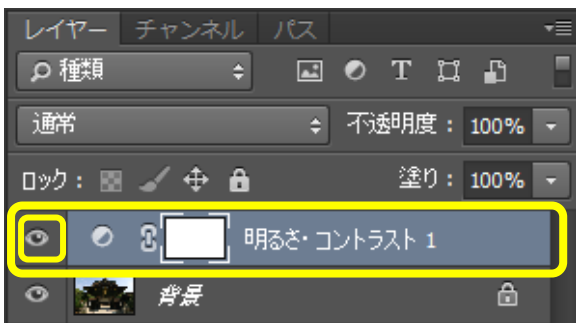 レイヤー チャンネル パス
種類 T
通常 不透明度： 100%
ロック： 塗り： 100%
明るさ・コントラスト 1
背景